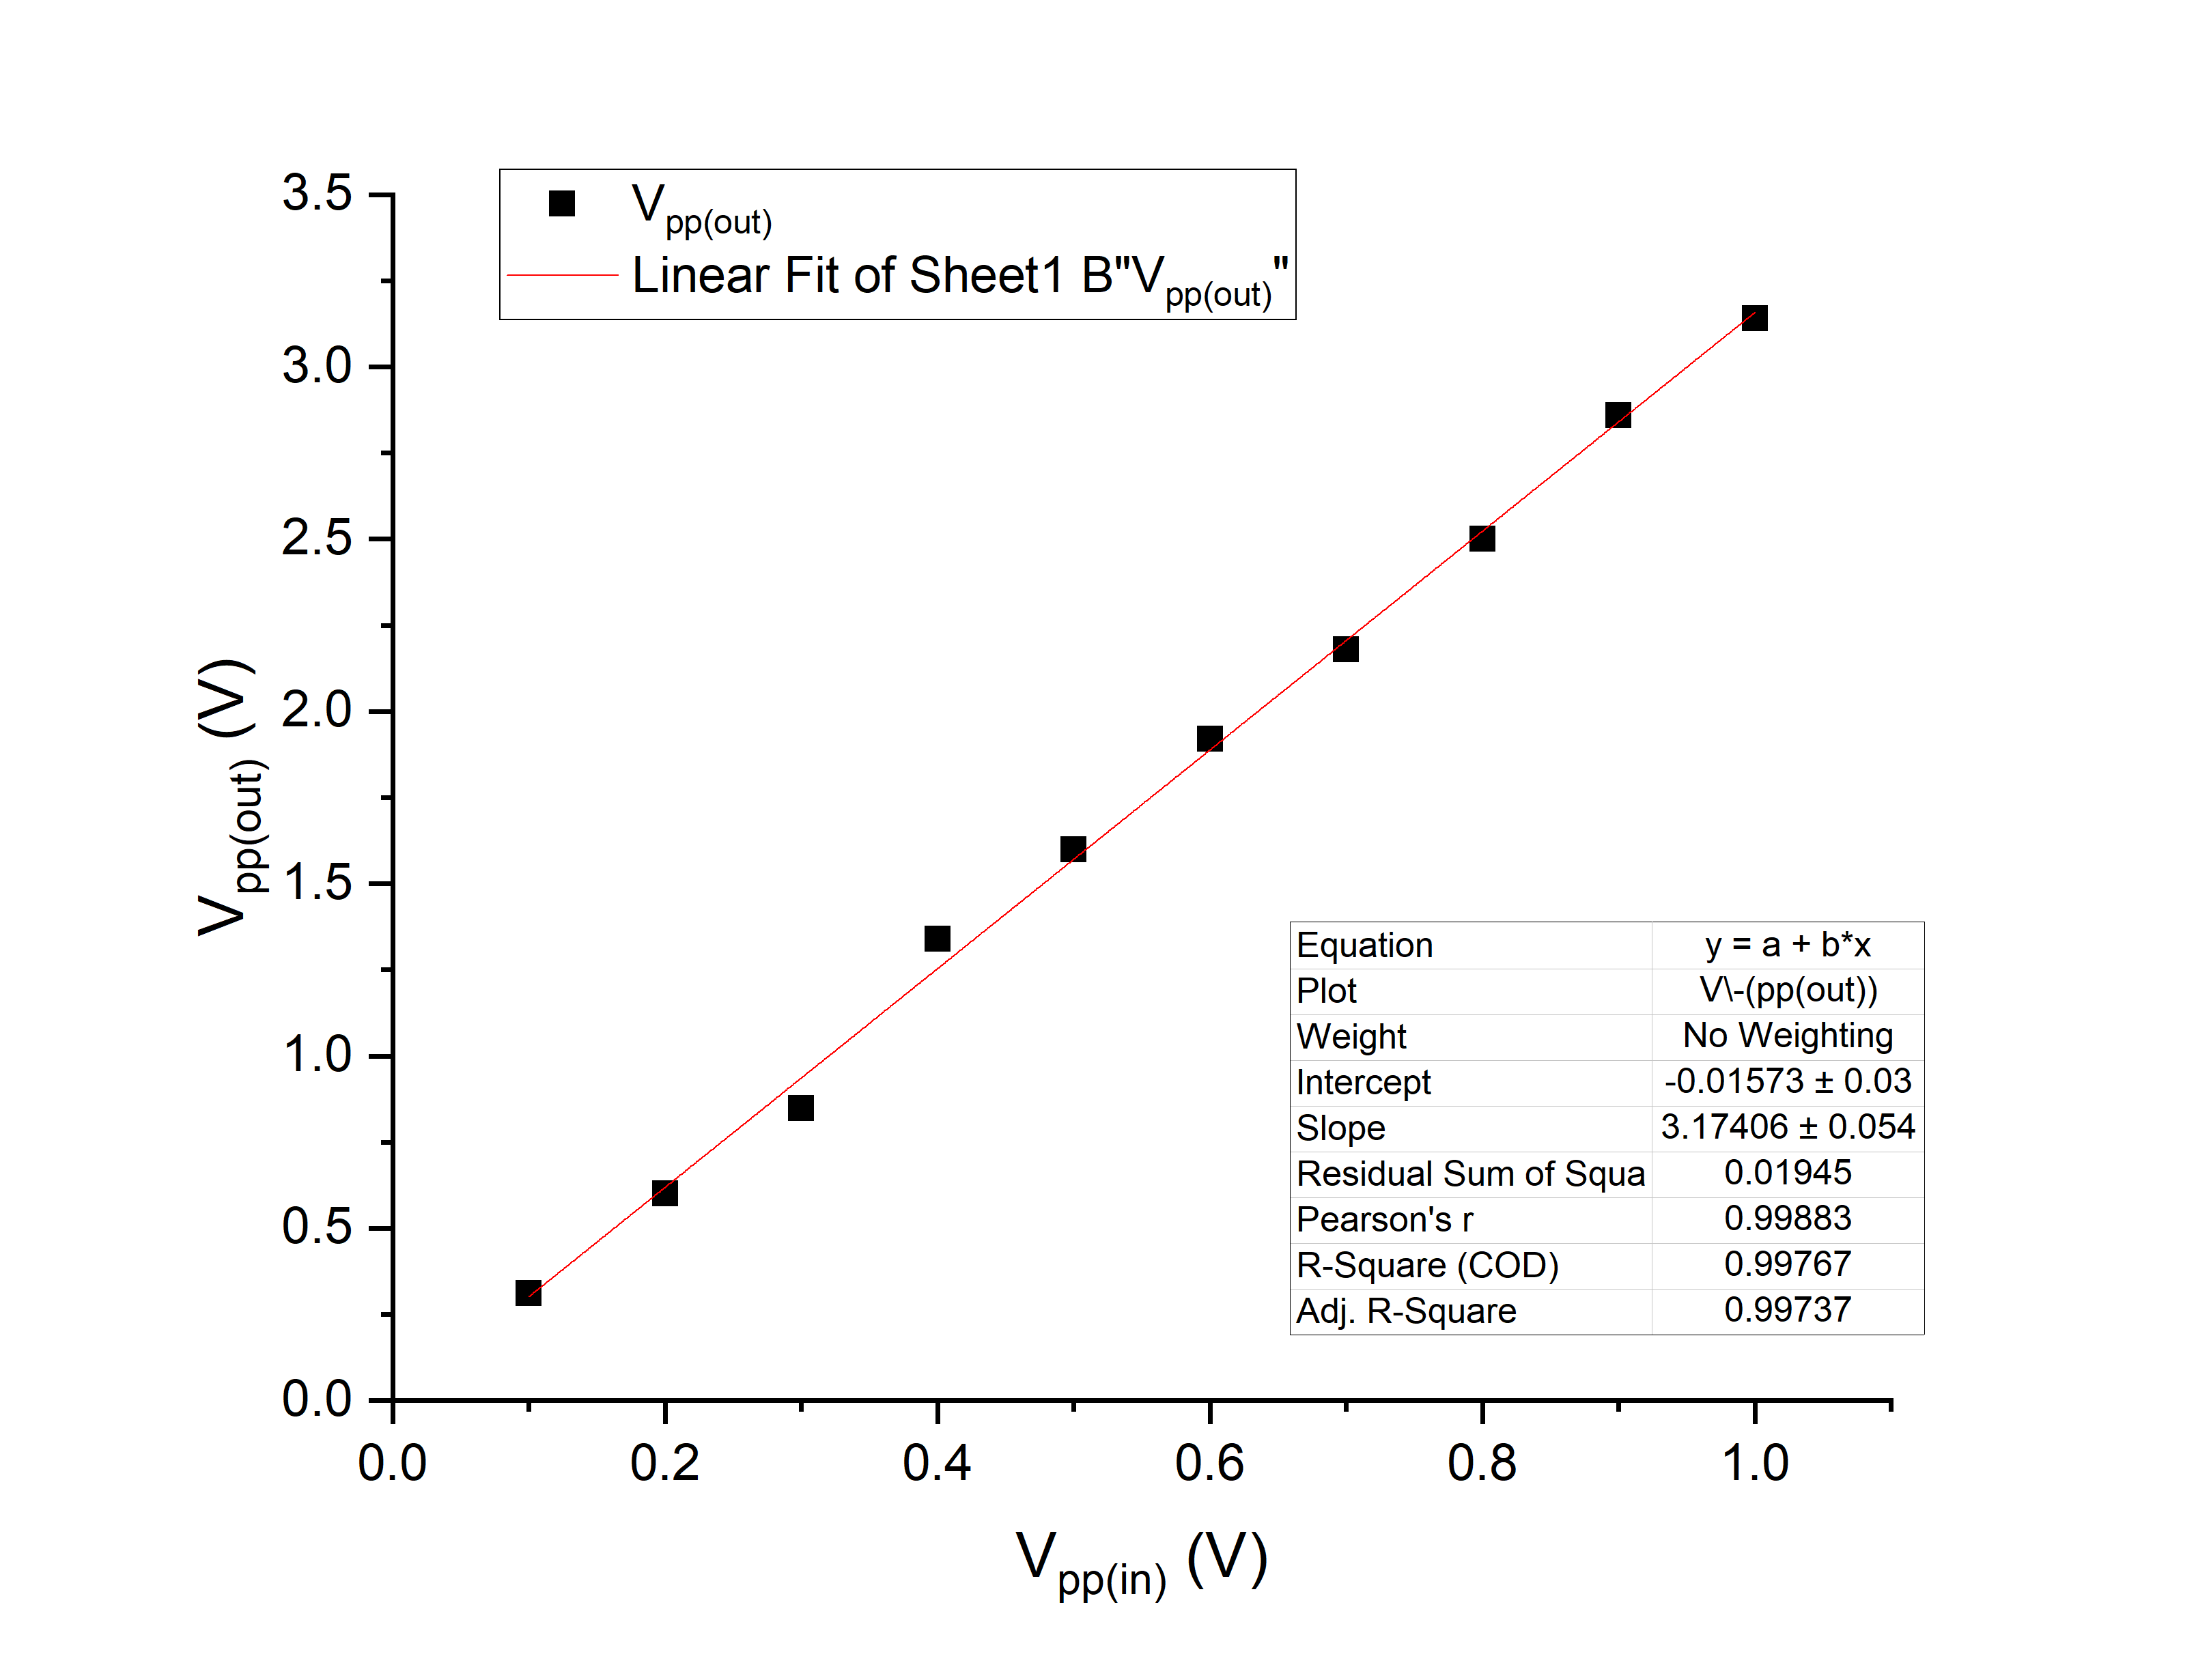 V pp(out)
Linear Fit of Sheet1 B"Vpp(out)"
3.5
3.0
2.5
2.0
1.5
1.0
0.5
0.0
Vpp(out) (V)
Equation y = a + b*x
Plot V\-(pp(out))
Weight No Weighting
Intercept -0.01573 ± 0.03
Slope 3.17406 ± 0.054
Residual Sum of Squa 0.01945
Pearson's r 0.99883
R-Square (COD) 0.99767
Adj. R-Square 0.99737
0.0 0.2 0.4 0.6 0.8 1.0
Vpp(in) (V)